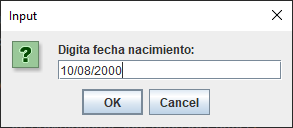 Input
Digita fecha nacimiento:
10/08/2000
OK
Cancel